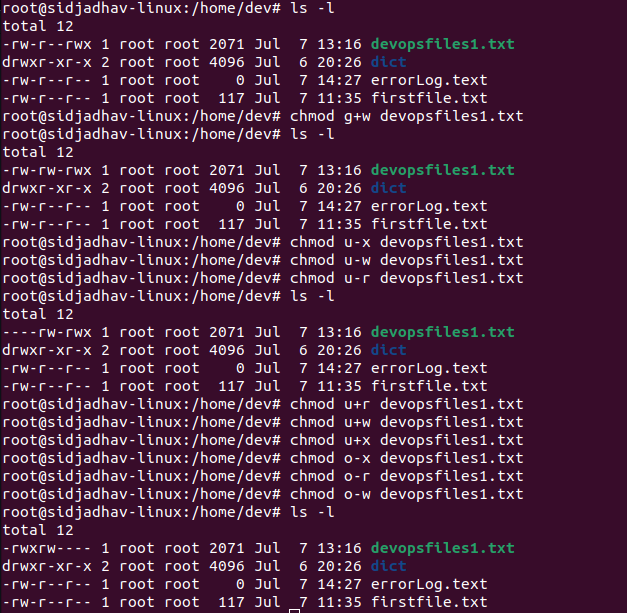 root@sidjadhav-linux:/home/dev# ls -l
total 12
-rw-r--rwx 1 root root 2071 Jul  7 13:16 devopsfiles1.txt
drwxr-xr-x 2 root root 4096 Jul  6 20:26 dict
-rw-r--r-- 1 root root    0 Jul  7 14:27 errorLog.text
-rw-r--r-- 1 root root  117 Jul  7 11:35 firstfile.txt
root@sidjadhav-linux:/home/dev# chmod g+w devopsfiles1.txt
root@sidjadhav-linux:/home/dev# ls -l
total 12
-rw-rw-rwx 1 root root 2071 Jul  7 13:16 devopsfiles1.txt
drwxr-xr-x 2 root root 4096 Jul  6 20:26 dict
-rw-r--r-- 1 root root    0 Jul  7 14:27 errorLog.text
-rw-r--r-- 1 root root  117 Jul  7 11:35 firstfile.txt
root@sidjadhav-linux:/home/dev# chmod u-x devopsfiles1.txt
root@sidjadhav-linux:/home/dev# chmod u-w devopsfiles1.txt
root@sidjadhav-linux:/home/dev# chmod u-r devopsfiles1.txt
root@sidjadhav-linux:/home/dev# ls -l
total 12
----rw-rwx 1 root root 2071 Jul  7 13:16 devopsfiles1.txt
drwxr-xr-x 2 root root 4096 Jul  6 20:26 dict
-rw-r--r-- 1 root root    0 Jul  7 14:27 errorLog.text
-rw-r--r-- 1 root root  117 Jul  7 11:35 firstfile.txt
root@sidjadhav-linux:/home/dev# chmod u+r devopsfiles1.txt
root@sidjadhav-linux:/home/dev# chmod u+w devopsfiles1.txt
root@sidjadhav-linux:/home/dev# chmod u+x devopsfiles1.txt
root@sidjadhav-linux:/home/dev# chmod o-x devopsfiles1.txt
root@sidjadhav-linux:/home/dev# chmod o-r devopsfiles1.txt
root@sidjadhav-linux:/home/dev# chmod o-w devopsfiles1.txt
root@sidjadhav-linux:/home/dev# ls -l
total 12
-rwxrw---- 1 root root 2071 Jul  7 13:16 devopsfiles1.txt
drwxr-xr-x 2 root root 4096 Jul  6 20:26 dict
-rw-r--r-- 1 root root    0 Jul  7 14:27 errorLog.text
-rw-r--r-- 1 root root  117 Jul  7 11:35 firstfile.txt